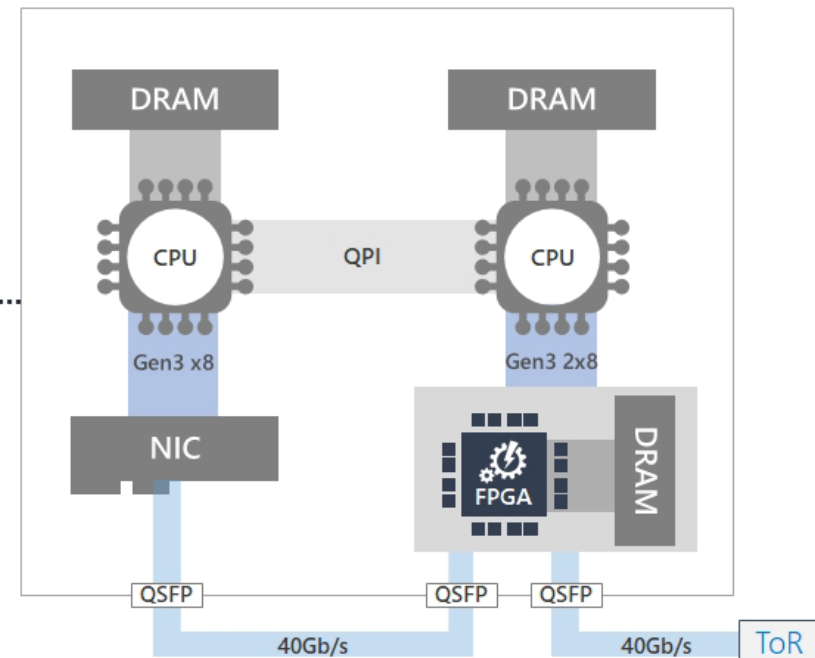 DRAM
DRAM
CPU
QPI
CPU
Gen3 x8
Gen3 2x8
NIC
FPGA
DRAM
QSFP
QSFP
QSFP
40Gb/s
40Gb/s
ToR